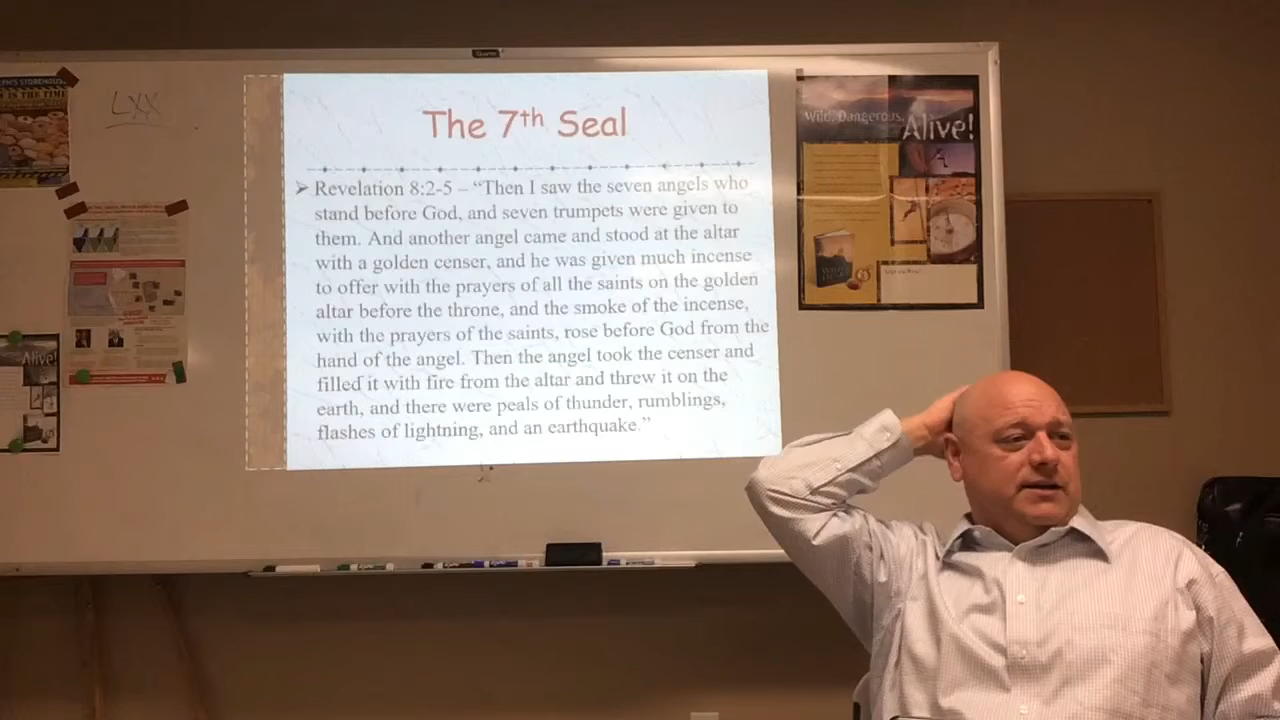 Quartet
IS THE TIME
LXX
The 7th Seal
➢ Revelation 8:2-5 – “Then I saw the seven angels who
stand before God, and seven trumpets were given to
them. And another angel came and stood at the altar
with a golden censer, and he was given much incense
to offer with the prayers of all the saints on the golden
altar before the throne, and the smoke of the incense,
with the prayers of the saints, rose before God from the
hand of the angel. Then the angel took the censer and
filled it with fire from the altar and threw it on the
earth, and there were peals of thunder, rumblings,
flashes of lightning, and an earthquake.”
Wild, Dangerous,
Alive!
Alive!